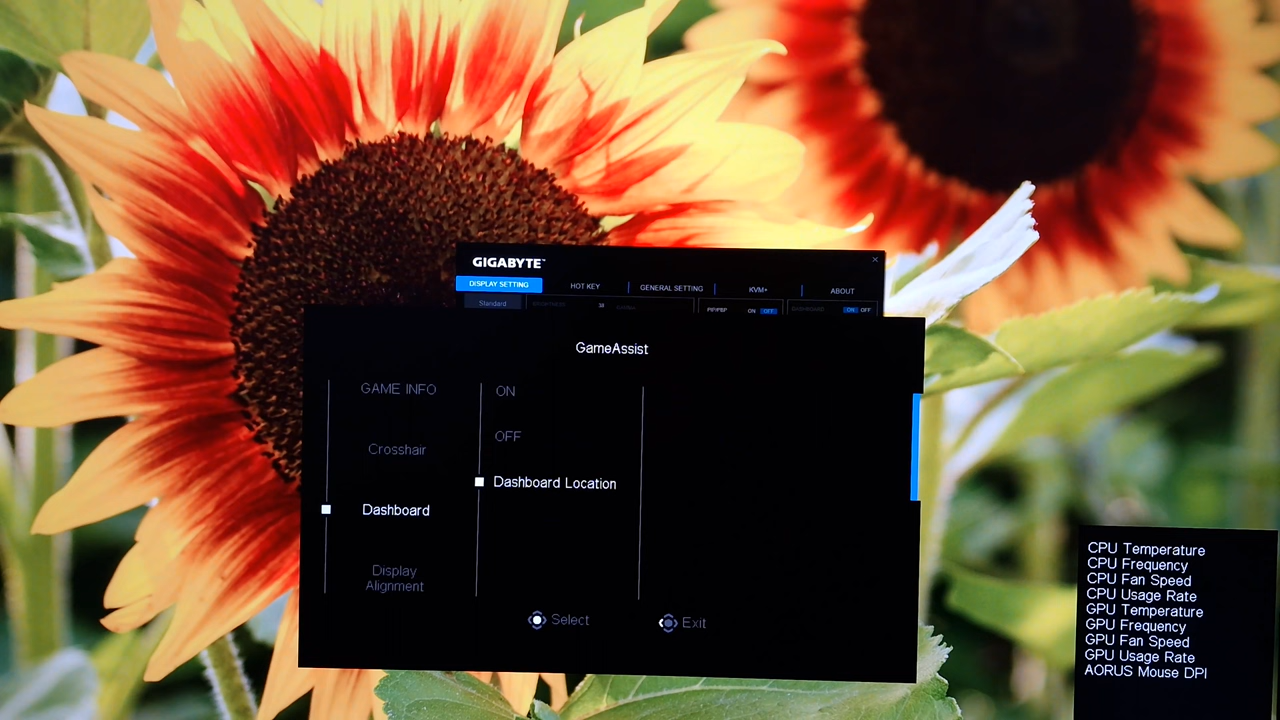 GIGABYTE™
DISPLAY SETTING
HOT KEY
GENERAL SETTING
KVM+
ABOUT
Standard
PIP/PBP ON OFF
DASHBOARD ON OFF
GameAssist
GAME INFO
Crosshair
Dashboard
Display
Alignment
ON
OFF
Dashboard Location
Select
Exit
CPU Temperature
CPU Frequency
CPU Fan Speed
CPU Usage Rate
GPU Temperature
GPU Frequency
GPU Fan Speed
GPU Usage Rate
AORUS Mouse DPI